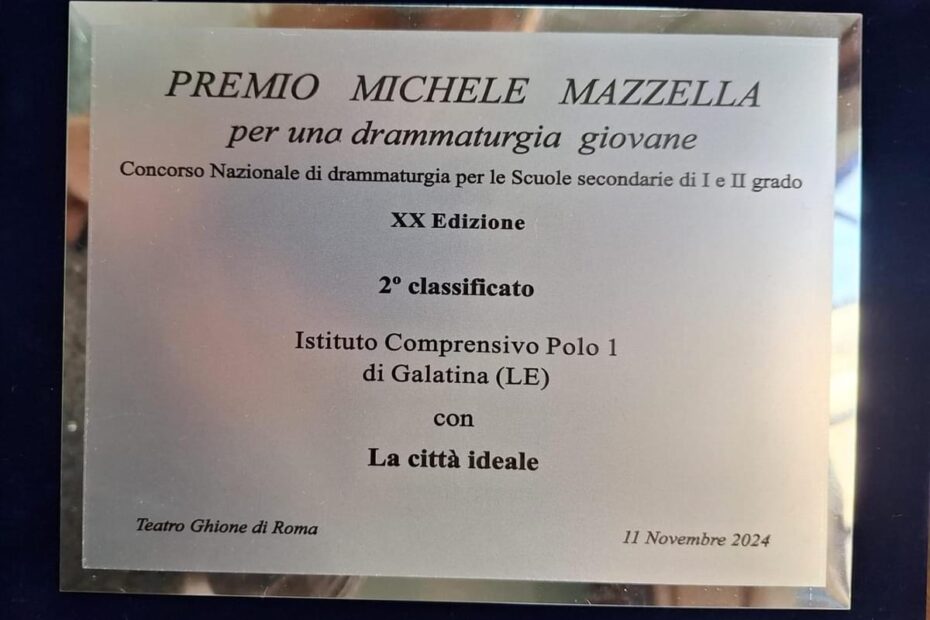 PREMIO MICHELE MAZZELLA
per una drammaturgia giovane
Concorso Nazionale di drammaturgia per le Scuole secondarie di I e II grado
XX Edizione
2° classificato
Istituto Comprensivo Polo 1
di Galatina (LE)
con
La città ideale
Teatro Ghione di Roma
11 Novembre 2024